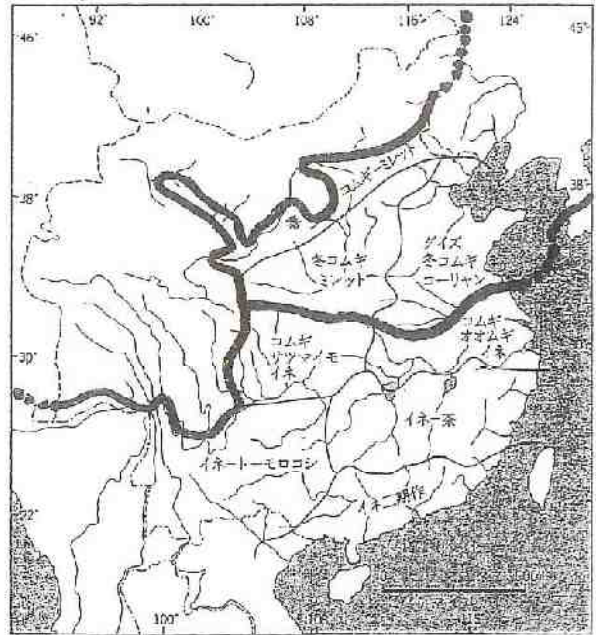 92° 100° 108° 116° 124°
46° 45°
コムギ-ミレット
38° 38°
冬コムギ
ミレット
ダイズ
冬コムギ
コーリャン
コムギ
オオムギ
イネ
コムギ
サツマイモ
イネ
30°
イネ-茶
イネ-トーモロコシ
イネ二期作
22°
100° 108° 115°